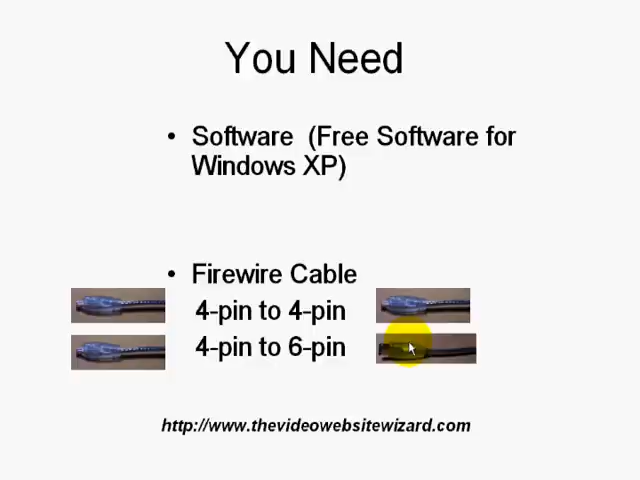 You Need
• Software (Free Software for
Windows XP)
• Firewire Cable
4-pin to 4-pin
4-pin to 6-pin
http://www.thevideowebsitewizard.com